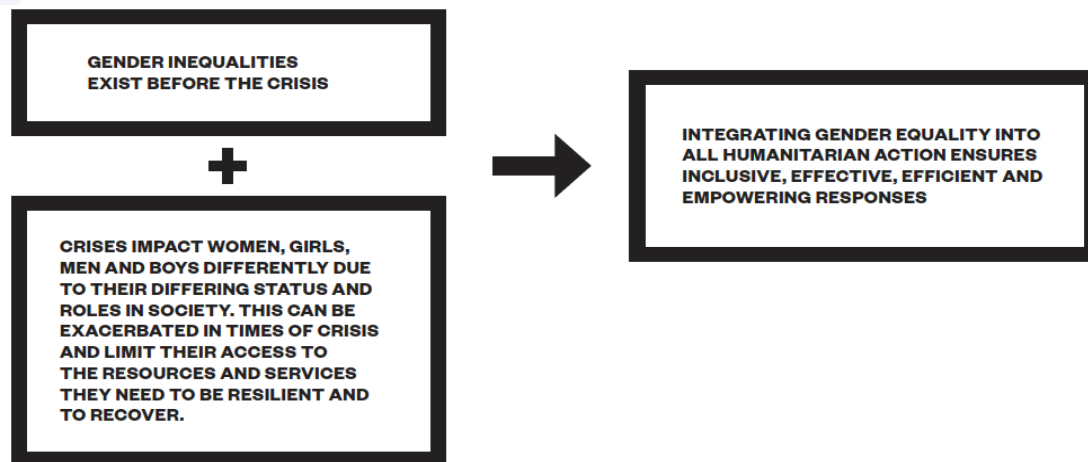 GENDER INEQUALITIES
EXIST BEFORE THE CRISIS
CRISES IMPACT WOMEN, GIRLS,
MEN AND BOYS DIFFERENTLY DUE
TO THEIR DIFFERING STATUS AND
ROLES IN SOCIETY. THIS CAN BE
EXACERBATED IN TIMES OF CRISIS
AND LIMIT THEIR ACCESS TO
THE RESOURCES AND SERVICES
THEY NEED TO BE RESILIENT AND
TO RECOVER.
INTEGRATING GENDER EQUALITY INTO
ALL HUMANITARIAN ACTION ENSURES
INCLUSIVE, EFFECTIVE, EFFICIENT AND
EMPOWERING RESPONSES